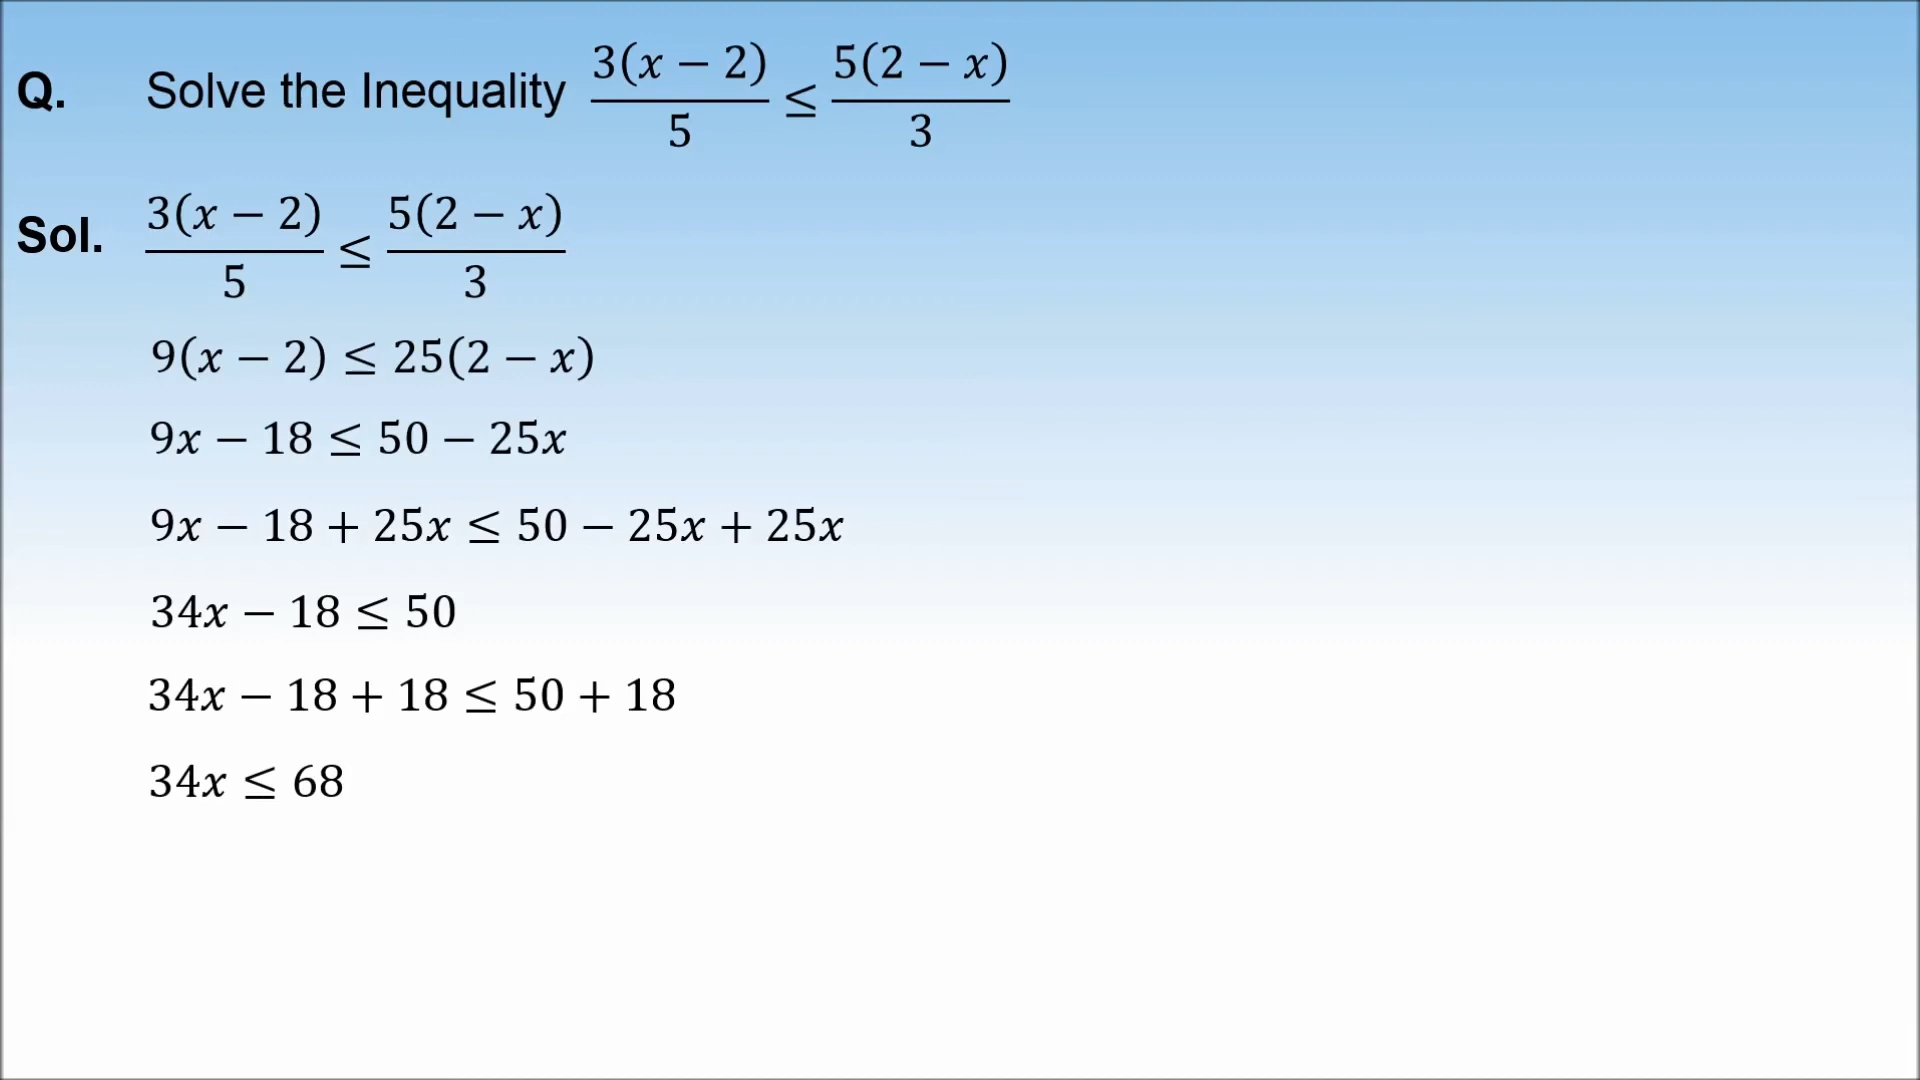 Q. Solve the Inequality 3(x − 2)/5 ≤ 5(2 − x)/3
Sol. 3(x − 2)/5 ≤ 5(2 − x)/3
9(x − 2) ≤ 25(2 − x)
9x − 18 ≤ 50 − 25x
9x − 18 + 25x ≤ 50 − 25x + 25x
34x − 18 ≤ 50
34x − 18 + 18 ≤ 50 + 18
34x ≤ 68